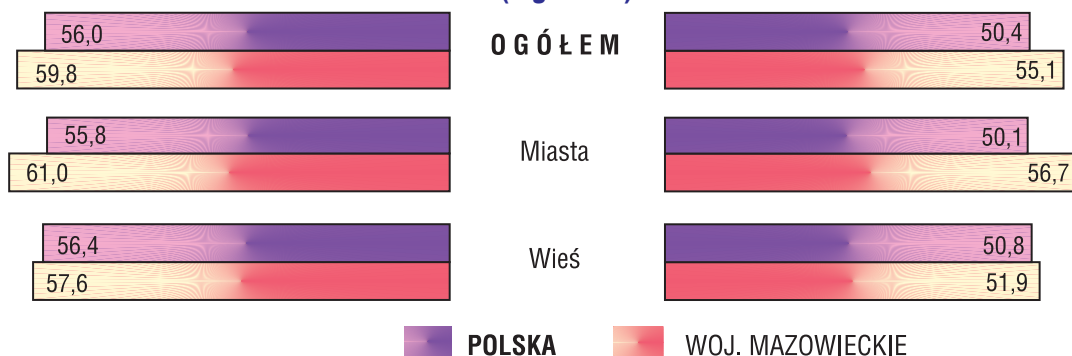 56,0 OGÓŁEM 50,4
59,8 55,1
55,8 Miasta 50,1
61,0 56,7
56,4 Wieś 50,8
57,6 51,9
POLSKA WOJ. MAZOWIECKIE